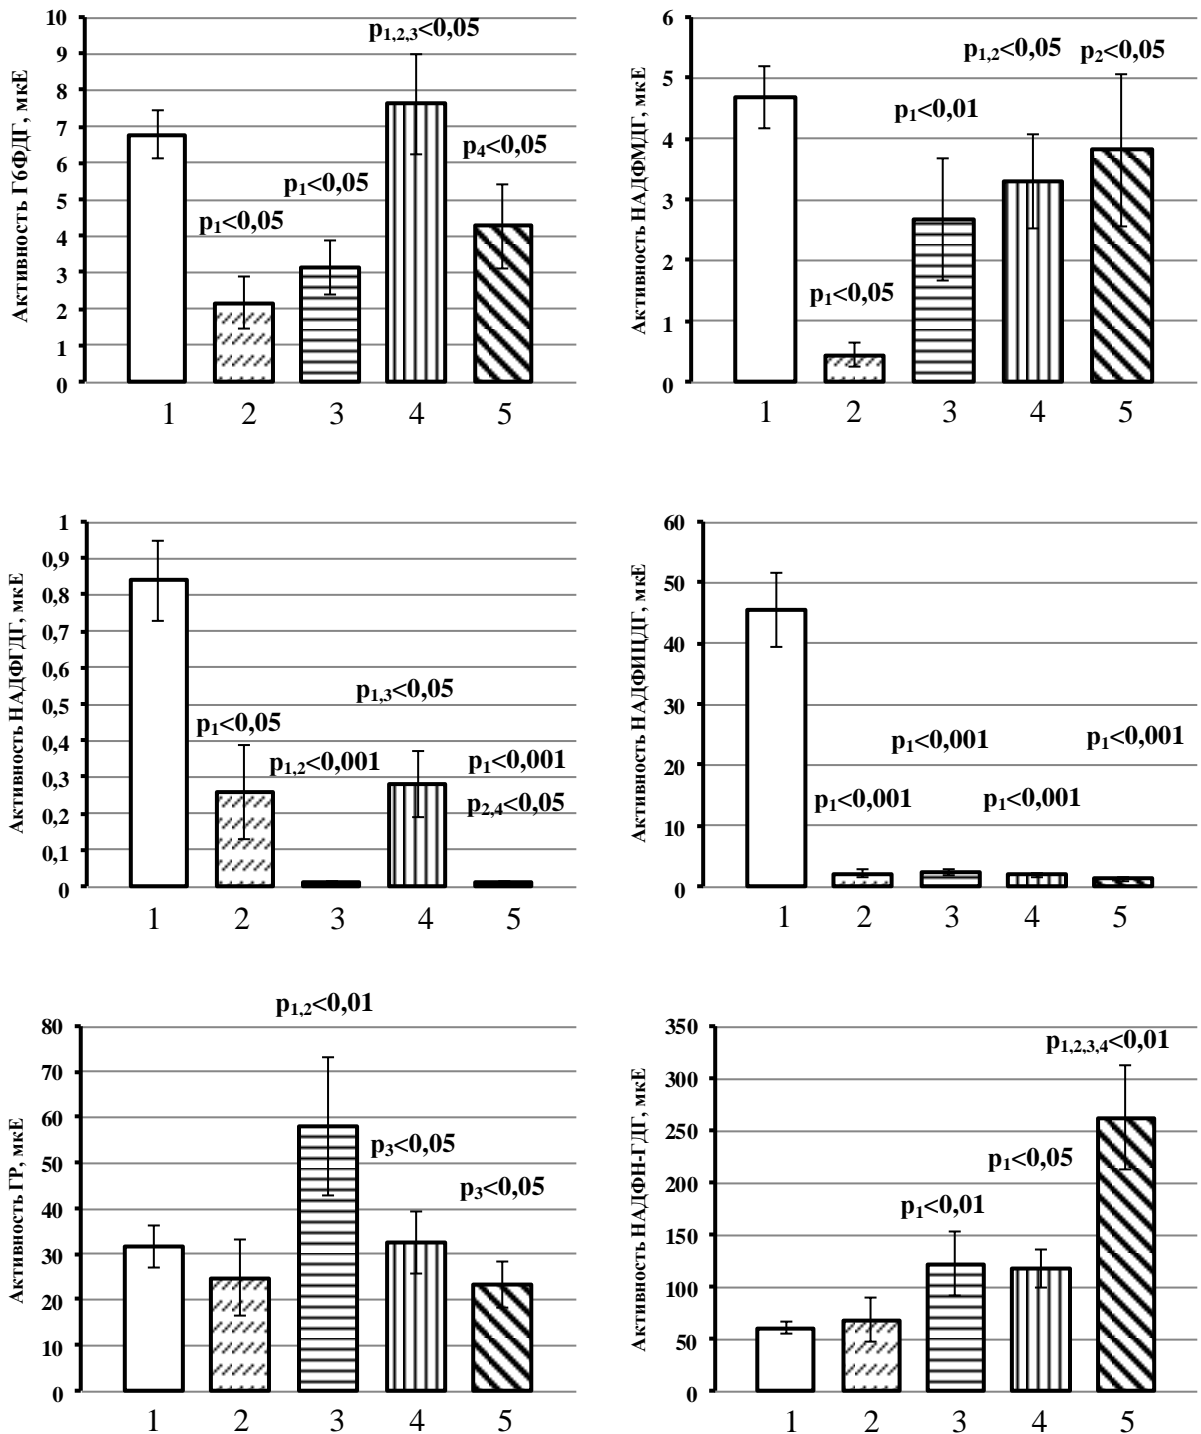 Активность Г6ФДГ, мкЕ
10
9
8
7
6
5
4
3
2
1
0
p1<0,05
p1<0,05
p1,2,3<0,05
p4<0,05
1 2 3 4 5
Активность НАДФМДГ, мкЕ
6
5
4
3
2
1
0
p1<0,05
p1<0,01
p1,2<0,05
p2<0,05
1 2 3 4 5
Активность НАДФГДГ, мкЕ
1
0,9
0,8
0,7
0,6
0,5
0,4
0,3
0,2
0,1
0
p1<0,05
p1,2<0,001
p1,3<0,05
p1<0,001
p2,4<0,05
1 2 3 4 5
Активность НАДФИЦДГ, мкЕ
60
50
40
30
20
10
0
p1<0,001
p1<0,001
p1<0,001
p1<0,001
1 2 3 4 5
Активность ГР, мкЕ
80
70
60
50
40
30
20
10
0
p1,2<0,01
p3<0,05
p3<0,05
1 2 3 4 5
Активность НАДФН-ГДГ, мкЕ
350
300
250
200
150
100
50
0
p1<0,01
p1<0,05
p1,2,3,4<0,01
1 2 3 4 5